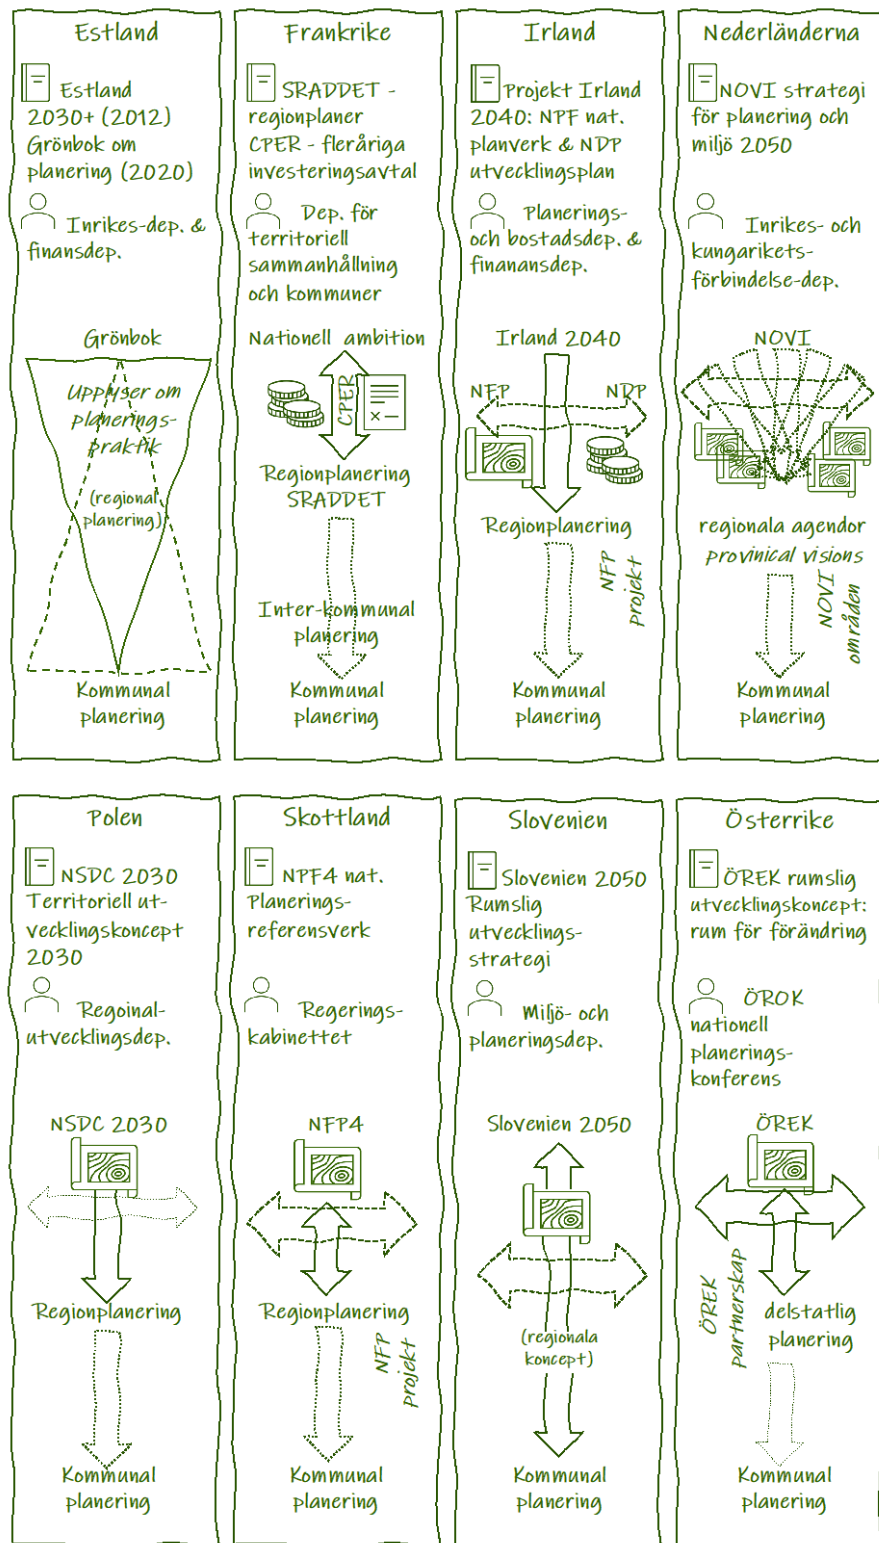 Estland
Estland
2030+ (2012)
Grönbok om
planering (2020)
Inrikes-dep. &
finansdep.
Grönbok
Upplyser om
planerings-
praktik
(regional
planering)
Kommunal
planering
Frankrike
SRADDET -
regionplaner
CPER - fleråriga
investeringsavtal
Dep. för
territoriell
sammanhållning
och kommuner
Nationell ambition
CPER
Regionplanering
SRADDET
Inter-kommunal
planering
Kommunal
planering
Irland
Projekt Irland
2040: NPF nat.
planverk & NDP
utvecklingsplan
Planerings-
och bostadsdep. &
finanansdep.
Irland 2040
NFP
NDP
Regionplanering
NFP
projekt
Kommunal
planering
Nederländerna
NOVI strategi
för planering och
miljö 2050
Inrikes- och
kungarikets-
förbindelse-dep.
NOVI
regionala agendor
provinical visions
NOVI
områden
Kommunal
planering
Polen
NSDC 2030
Territoriell ut-
vecklingskoncept
2030
Regoinal-
utvecklingsdep.
NSDC 2030
Regionplanering
Kommunal
planering
Skottland
NPF4 nat.
Planerings-
referensverk
Regerings-
kabinettet
NFP4
Regionplanering
NFP
projekt
Kommunal
planering
Slovenien
Slovenien 2050
Rumslig
utvecklings-
strategi
Miljö- och
planeringsdep.
Slovenien 2050
(regionala
koncept)
Kommunal
planering
Österrike
ÖREK rumslig
utvecklingskoncept:
rum för förändring
ÖROK
nationell
planerings-
konferens
ÖREK
ÖREK
partnerskap
delstatlig
planering
Kommunal
planering